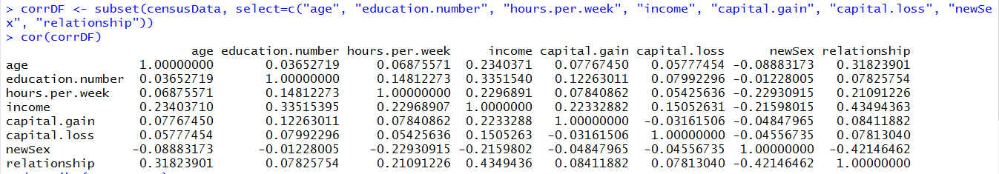 > corrDF <- subset(censusData, select=c("age", "education.number", "hours.per.week", "income", "capital.gain", "capital.loss", "newSe
x", "relationship"))
> cor(corrDF)
age education.number hours.per.week income capital.gain capital.loss newSex relationship
age 1.00000000 0.03652719 0.06875571 0.2340371 0.07767450 0.05777454 -0.08883173 0.31823901
education.number 0.03652719 1.00000000 0.14812273 0.3351540 0.12263011 0.07992296 -0.01228005 0.07825754
hours.per.week 0.06875571 0.14812273 1.00000000 0.2296891 0.07840862 0.05425636 -0.22930915 0.21091226
income 0.23403710 0.33515395 0.22968907 1.0000000 0.22332882 0.15052631 -0.21598015 0.43494363
capital.gain 0.07767450 0.12263011 0.07840862 0.2233288 1.00000000 -0.03161506 -0.04847965 0.08411882
capital.loss 0.05777454 0.07992296 0.05425636 0.1505263 -0.03161506 1.00000000 -0.04556735 0.07813040
newSex -0.08883173 -0.01228005 -0.22930915 -0.2159802 -0.04847965 -0.04556735 1.00000000 -0.42146462
relationship 0.31823901 0.07825754 0.21091226 0.4349436 0.08411882 0.07813040 -0.42146462 1.00000000